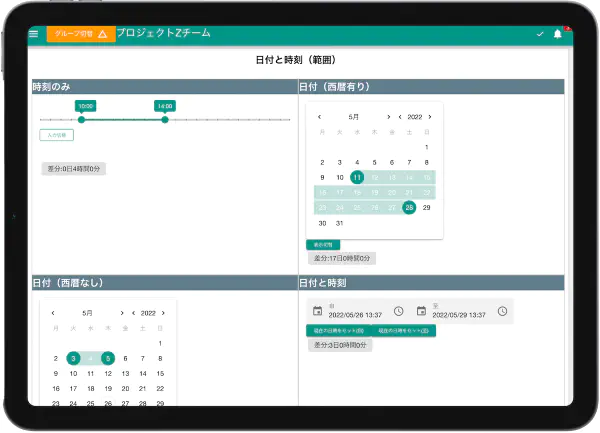 グループ切替 プロジェクトZチーム
日付と時刻（範囲）
時刻のみ
10:00 14:00
入力切替
差分:0日4時間0分
日付（西暦有り）
5月 2022
月 火 水 木 金 土 日
1
2 3 4 5 6 7 8
9 10 11 12 13 14 15
16 17 18 19 20 21 22
23 24 25 26 27 28 29
30 31
表示切替
差分:17日0時間0分
日付（西暦なし）
5月 2022
月 火 水 木 金 土 日
1
2 3 4 5 6 7 8
9 10 11 12 13 14 15
16 17 18 19 20 21 22
23 24 25 26 27 28 29
日付と時刻
自 至
2022/05/26 13:37 2022/05/29 13:37
現在の日時をセット(自) 現在の日時をセット(至)
差分:3日0時間0分